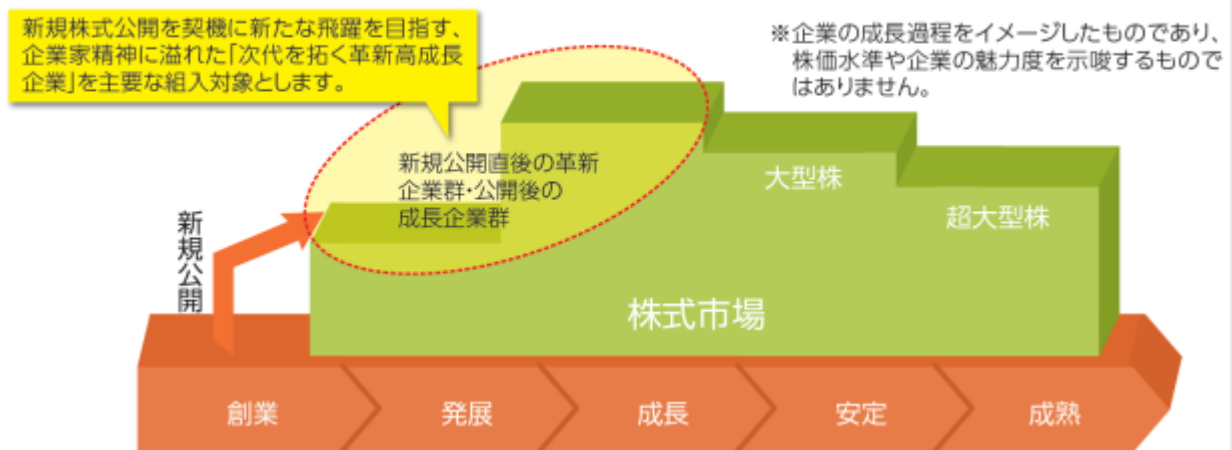 新規株式公開を契機に新たな飛躍を目指す、
企業家精神に溢れた「次代を拓く革新高成長
企業」を主要な組入対象とします。
※企業の成長過程をイメージしたものであり、
株価水準や企業の魅力度を示唆するもので
はありません。
新規公開直後の革新
企業群・公開後の
成長企業群
大型株
超大型株
新規公開
株式市場
創業
発展
成長
安定
成熟